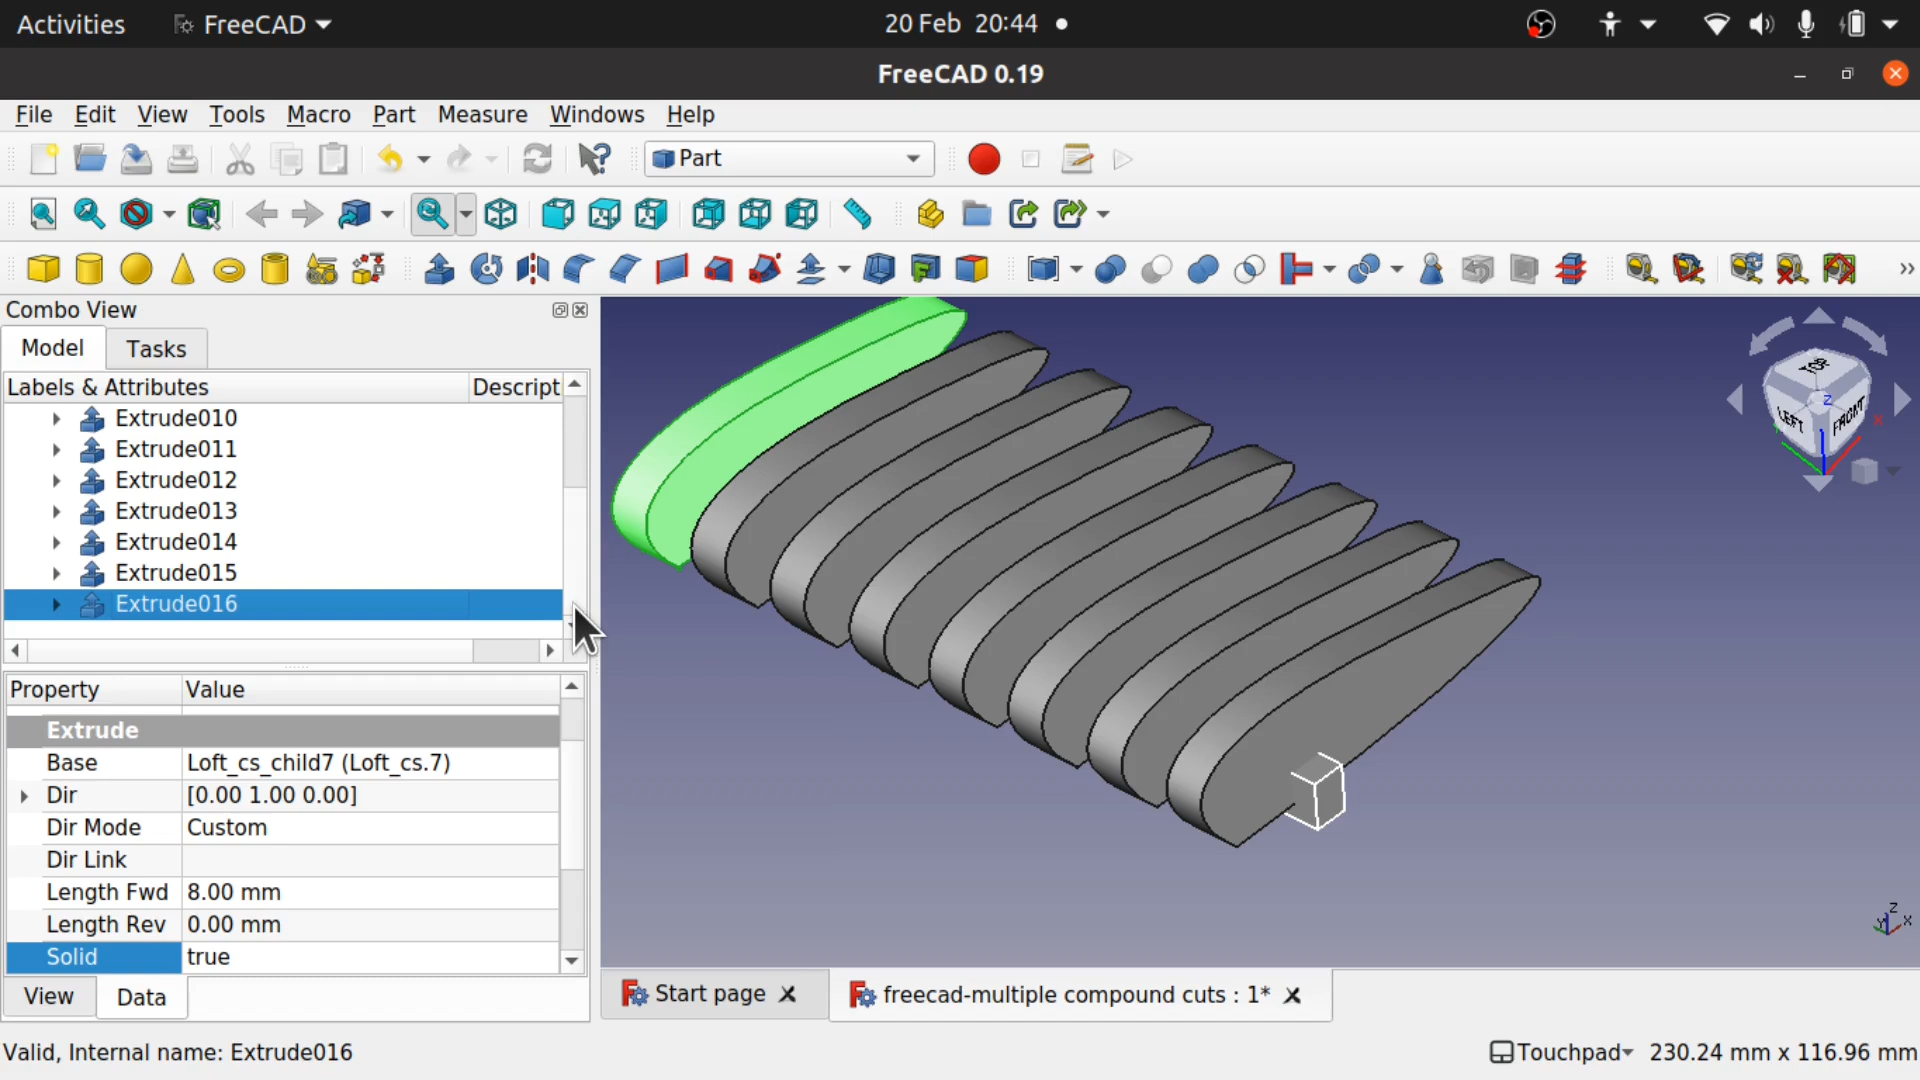 Activities FreeCAD 20 Feb 20:44
FreeCAD 0.19
File Edit View Tools Macro Part Measure Windows Help
Part
Combo View
Model Tasks
Labels & Attributes Descript
Extrude010
Extrude011
Extrude012
Extrude013
Extrude014
Extrude015
Extrude016
Property Value
Extrude
Base Loft_cs_child7 (Loft_cs.7)
Dir [0.00 1.00 0.00]
Dir Mode Custom
Dir Link
Length Fwd 8.00 mm
Length Rev 0.00 mm
Solid true
View Data
TOP
LEFT FRONT
Z
X
Z
Y X
Start page freecad-multiple compound cuts : 1*
Valid, Internal name: Extrude016 Touchpad 230.24 mm x 116.96 mm